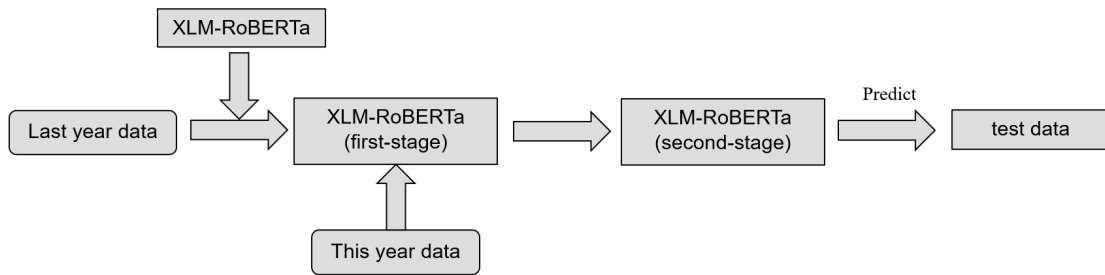 XLM-RoBERTa
Last year data
XLM-RoBERTa
(first-stage)
XLM-RoBERTa
(second-stage)
Predict
test data
This year data